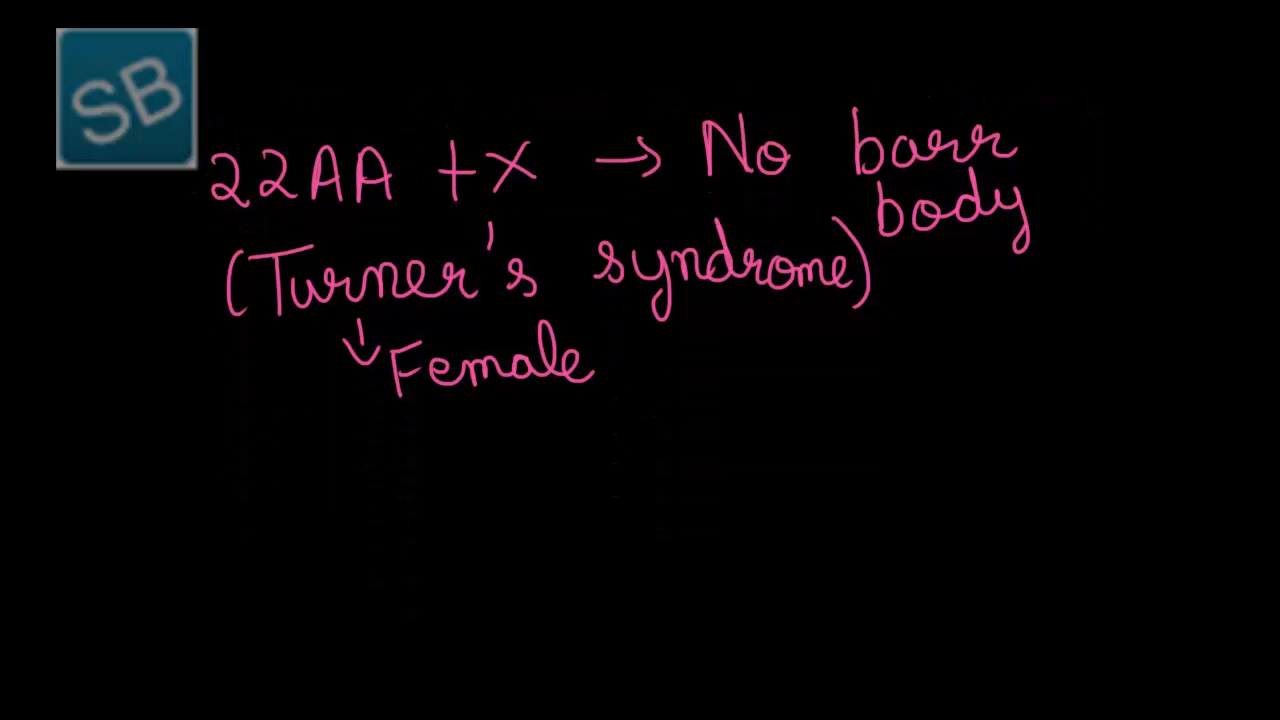 SB
22AA + X → No barr
body
(Turner's syndrome)
↓ Female